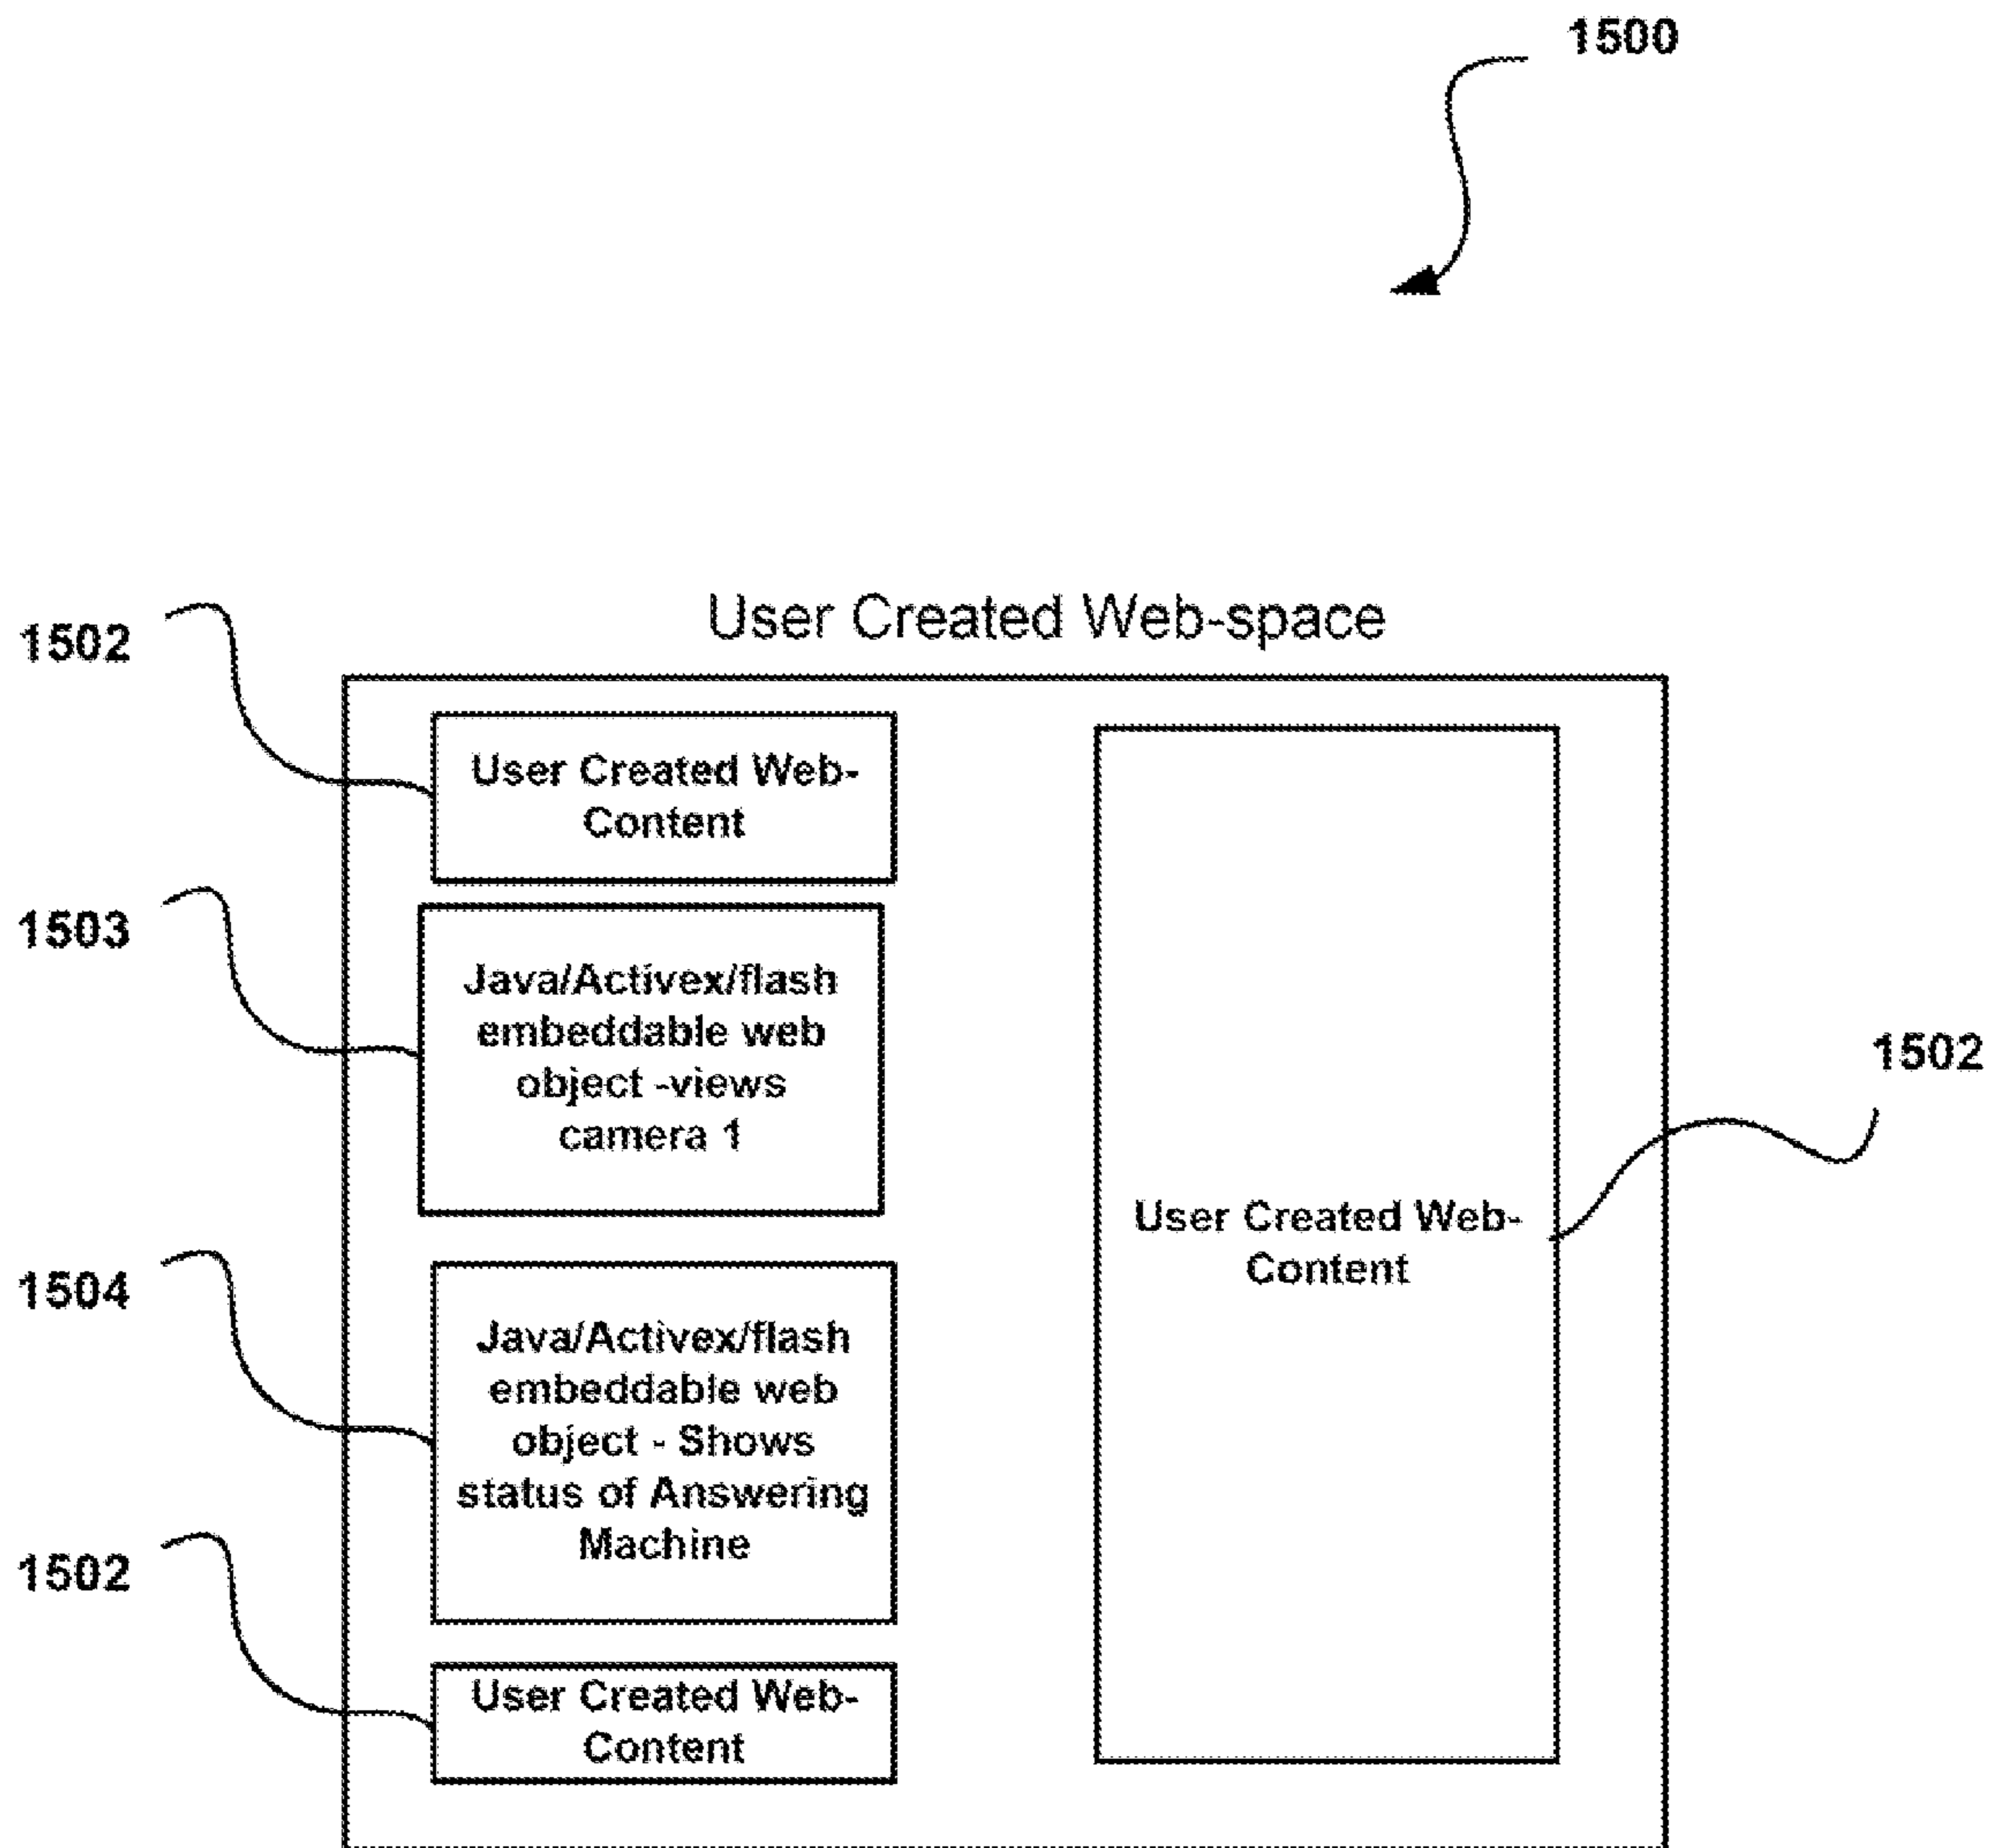 1500
User Created Web-space
1502
User Created Web-
Content
1503
Java/Activex/flash
embeddable web
object -views
camera 1
1504
Java/Activex/flash
embeddable web
object - Shows
status of Answering
Machine
1502
User Created Web-
Content
User Created Web-
Content
1502